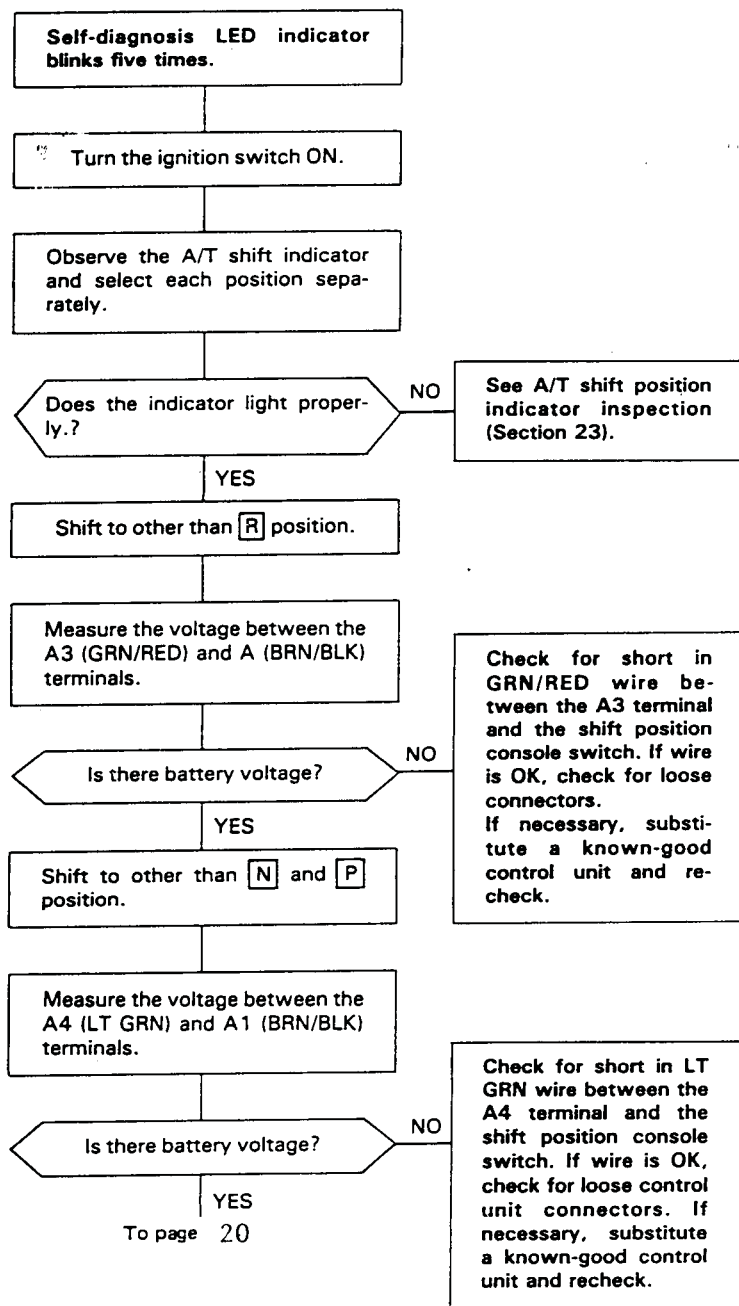 Self-diagnosis LED indicator
blinks five times.
Turn the ignition switch ON.
Observe the A/T shift indicator
and select each position sepa-
rately.
Does the indicator light proper-
ly.?
NO
See A/T shift position
indicator inspection
(Section 23).
YES
Shift to other than R position.
Measure the voltage between the
A3 (GRN/RED) and A (BRN/BLK)
terminals.
Is there battery voltage?
NO
Check for short in
GRN/RED wire be-
tween the A3 terminal
and the shift position
console switch. If wire
is OK, check for loose
connectors.
If necessary, substi-
tute a known-good
control unit and re-
check.
YES
Shift to other than N and P
position.
Measure the voltage between the
A4 (LT GRN) and A1 (BRN/BLK)
terminals.
Is there battery voltage?
NO
Check for short in LT
GRN wire between the
A4 terminal and the
shift position console
switch. If wire is OK,
check for loose control
unit connectors. If
necessary, substitute
a known-good control
unit and recheck.
YES
To page 20